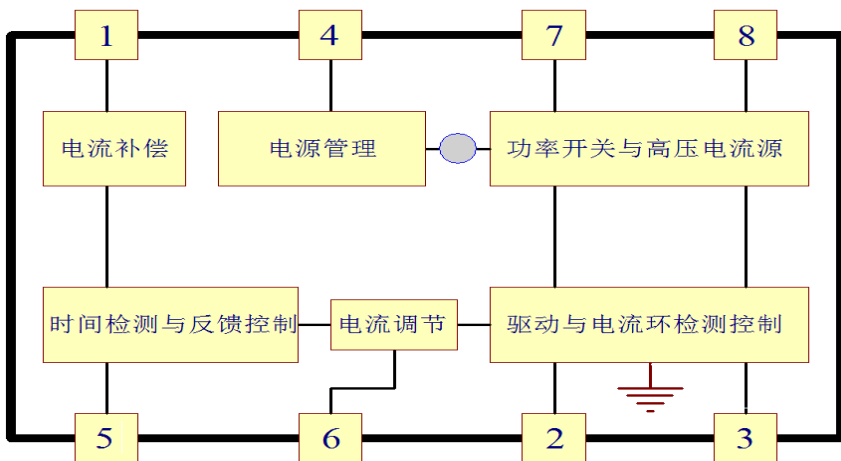 1
4
7
8
电流补偿
电源管理
功率开关与高压电流源
时间检测与反馈控制
电流调节
驱动与电流环检测控制
5
6
2
3